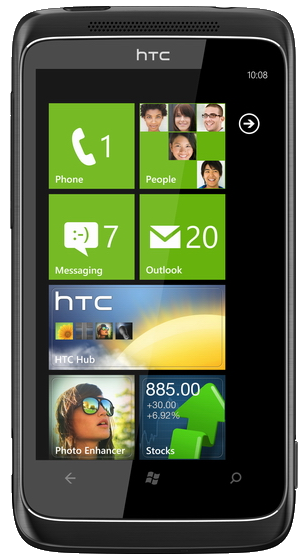 hTC
10:08
1
Phone
People
7
Messaging
20
Outlook
hTC
HTC Hub
Photo Enhancer
885.00
+30.00
+6.92%
Stocks